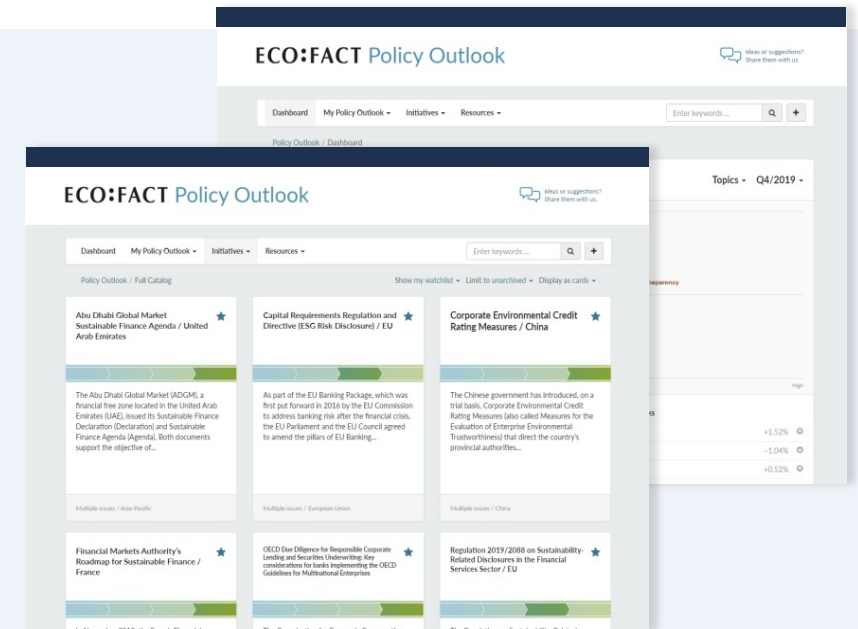 ECO:FACT Policy Outlook
Ideas or suggestions?
Share them with us.
Dashboard My Policy Outlook Initiatives Resources
Enter keywords ...
Policy Outlook / Dashboard
Topics Q4/2019
High
+1.52%
-1.04%
+0.52%
ECO:FACT Policy Outlook
Ideas or suggestions?
Share them with us.
Dashboard My Policy Outlook Initiatives Resources
Enter keywords ...
Policy Outlook / Full Catalog
Show my watchlist Limit to unarchived Display as cards
Abu Dhabi Global Market
Sustainable Finance Agenda / United
Arab Emirates
The Abu Dhabi Global Market (ADGM), a
financial free zone located in the United Arab
Emirates (UAE), issued its Sustainable Finance
Declaration (Declaration) and Sustainable
Finance Agenda (Agenda). Both documents
support the objective of...
Multiple issues / Asia-Pacific
Capital Requirements Regulation and
Directive (ESG Risk Disclosure) / EU
As part of the EU Banking Package, which was
first put forward in 2016 by the EU Commission
to address banking risk after the financial crisis,
the EU Parliament and the EU Council agreed
to amend the pillars of EU Banking...
Multiple issues / European Union
Corporate Environmental Credit
Rating Measures / China
The Chinese government has introduced, on a
trial basis, Corporate Environmental Credit
Rating Measures (also called Measures for the
Evaluation of Enterprise Environmental
Trustworthiness) that direct the country's
provincial authorities...
Multiple issues / China
Financial Markets Authority's
Roadmap for Sustainable Finance /
France
OECD Due Diligence for Responsible Corporate
Lending and Securities Underwriting: Key
considerations for banks implementing the OECD
Guidelines for Multinational Enterprises
Regulation 2019/2088 on Sustainability-
Related Disclosures in the Financial
Services Sector / EU